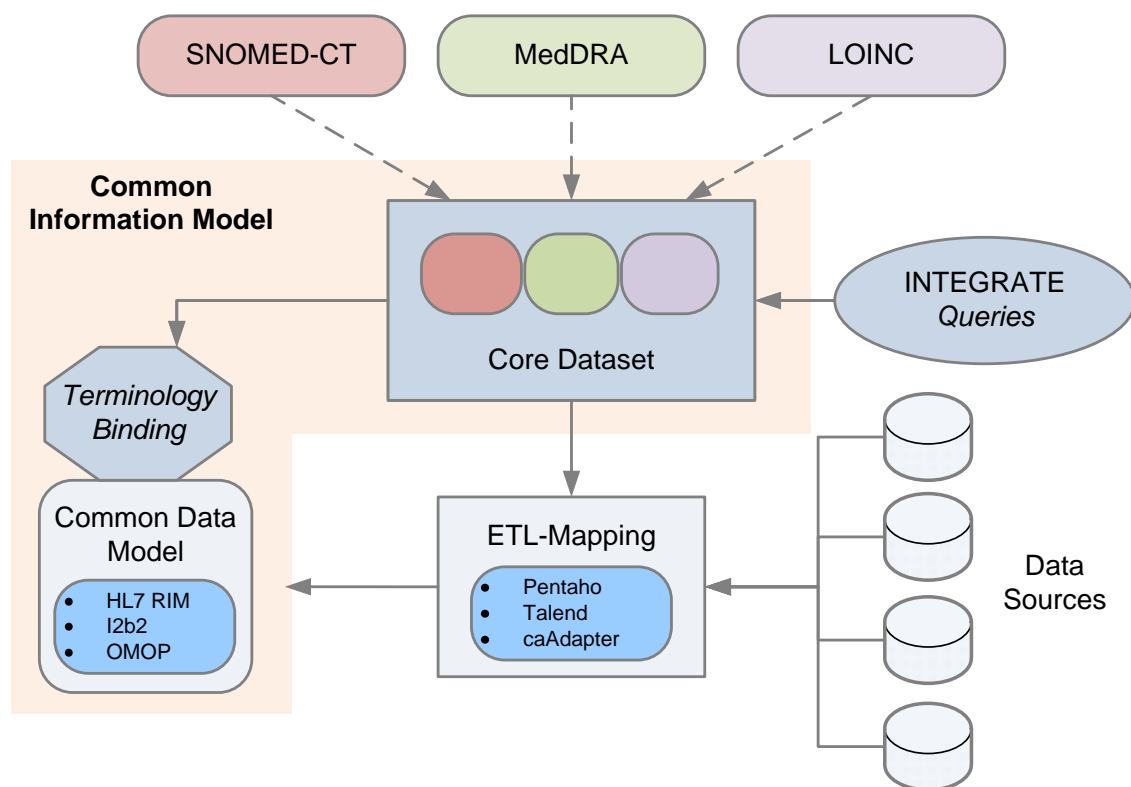 SNOMED-CT
MedDRA
LOINC
Common
Information Model
Core Dataset
INTEGRATE
Queries
Terminology
Binding
Common Data
Model
• HL7 RIM
• I2b2
• OMOP
ETL-Mapping
• Pentaho
• Talend
• caAdapter
Data
Sources